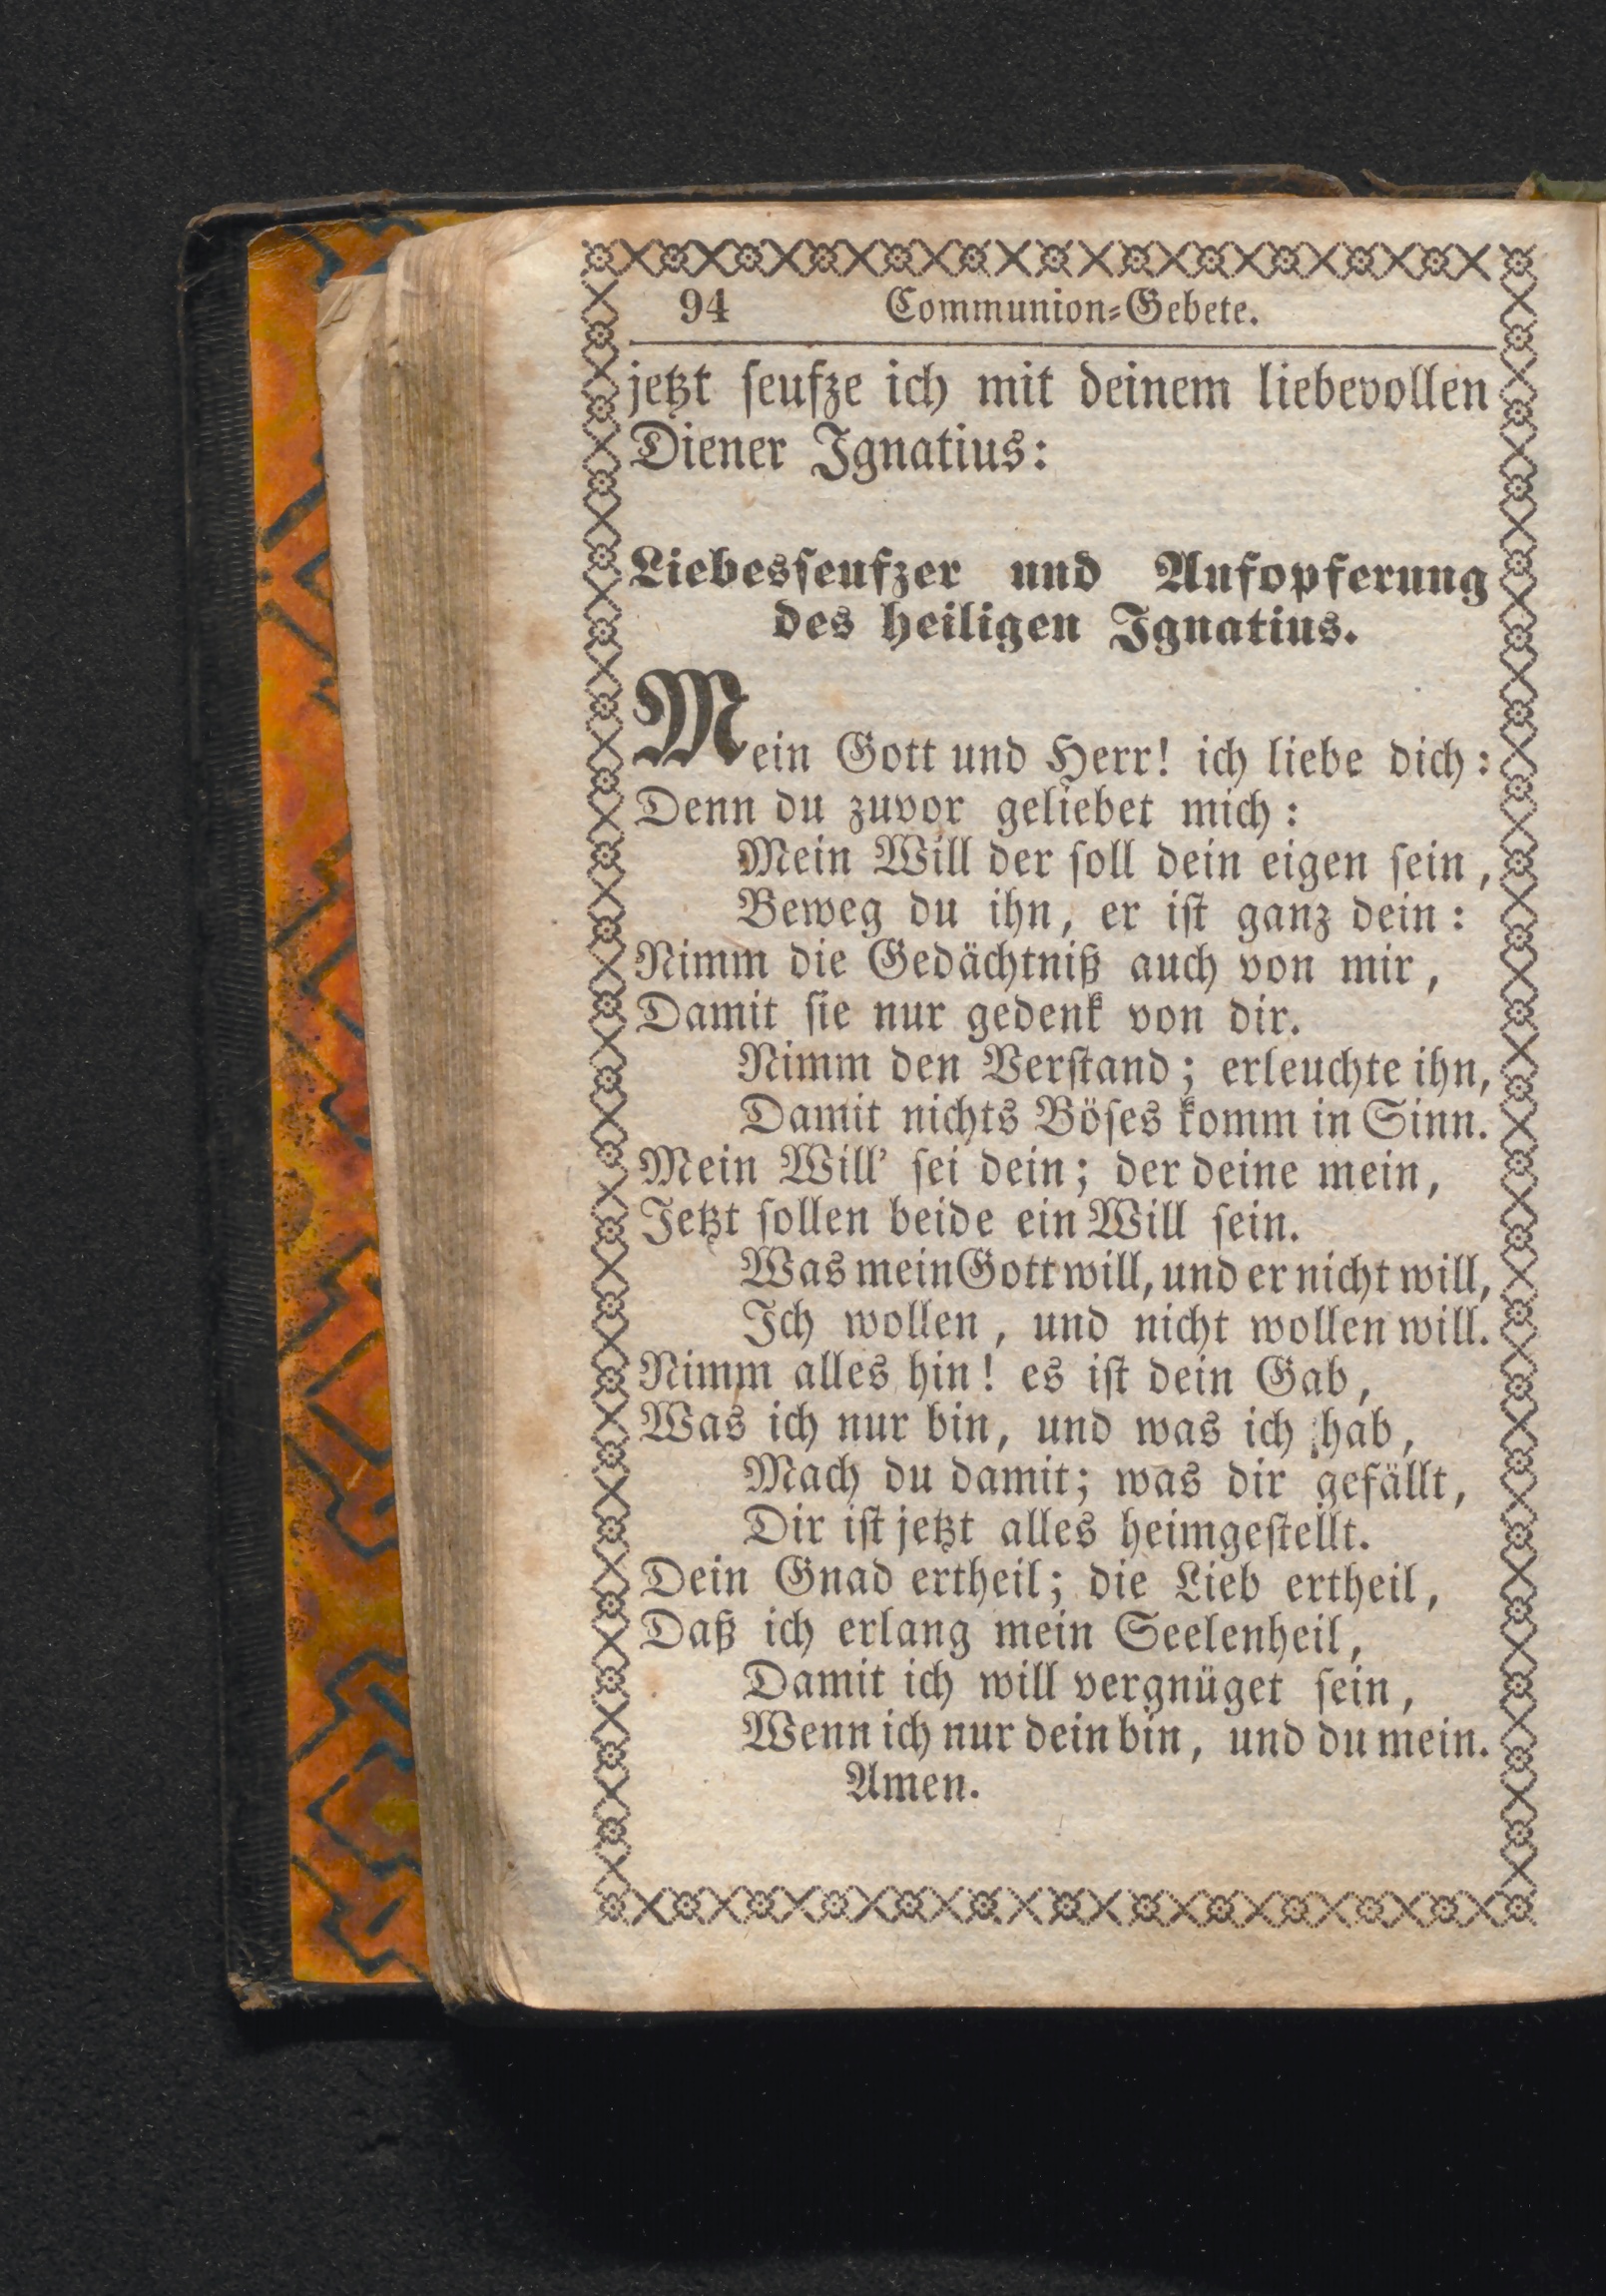 94 Communion-Gebete.
jetzt ſeufze ich mit deinem liebevollen
Diener Ignatius:
Liebesſeufzer und Aufopferung
des heiligen Ignatius.
Mein Gott und Herr! ich liebe dich:
Denn du zuvor geliebet mich:
Mein Will der ſoll dein eigen ſein,
Beweg du ihn, er iſt ganz dein:
Nimm die Gedächtniß auch von mir,
Damit ſie nur gedenk von dir.
Nimm den Verſtand; erleuchte ihn,
Damit nichts Böſes komm in Sinn.
Mein Will' ſei dein; der deine mein,
Jetzt ſollen beide ein Will ſein.
Was mein Gott will, und er nicht will,
Ich wollen, und nicht wollen will.
Nimm alles hin! es iſt dein Gab,
Was ich nur bin, und was ich hab,
Mach du damit; was dir gefällt,
Dir iſt jetzt alles heimgeſtellt.
Dein Gnad ertheil; die Lieb ertheil,
Daß ich erlang mein Seelenheil,
Damit ich will vergnüget ſein,
Wenn ich nur dein bin, und du mein.
Amen.